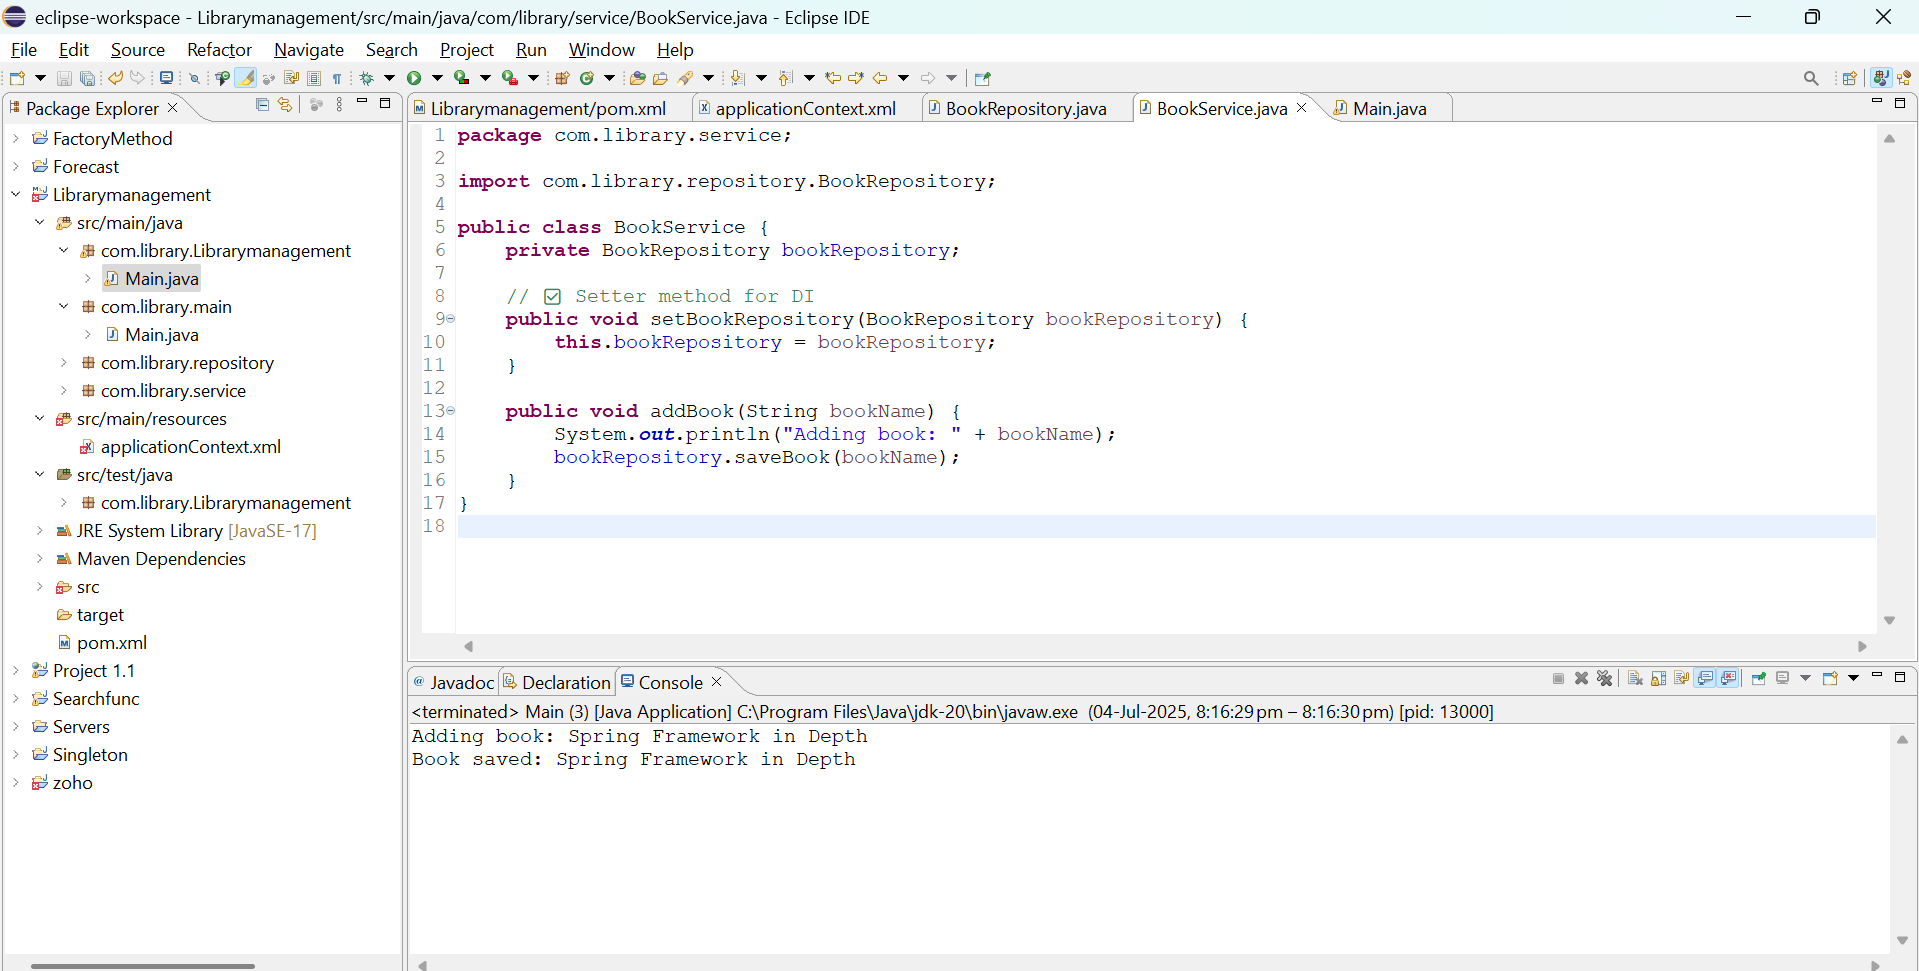 eclipse-workspace - Librarymanagement/src/main/java/com/library/service/BookService.java - Eclipse IDE
File Edit Source Refactor Navigate Search Project Run Window Help
Package Explorer
FactoryMethod
Forecast
Librarymanagement
src/main/java
com.library.Librarymanagement
Main.java
com.library.main
Main.java
com.library.repository
com.library.service
src/main/resources
applicationContext.xml
src/test/java
com.library.Librarymanagement
JRE System Library [JavaSE-17]
Maven Dependencies
src
target
pom.xml
Project 1.1
Searchfunc
Servers
Singleton
zoho
Librarymanagement/pom.xml applicationContext.xml BookRepository.java BookService.java Main.java
1 package com.library.service;
2
3 import com.library.repository.BookRepository;
4
5 public class BookService {
6 private BookRepository bookRepository;
7
8 // ☑ Setter method for DI
9 public void setBookRepository(BookRepository bookRepository) {
10 this.bookRepository = bookRepository;
11 }
12
13 public void addBook(String bookName) {
14 System.out.println("Adding book: " + bookName);
15 bookRepository.saveBook(bookName);
16 }
17 }
18
@ Javadoc Declaration Console
<terminated> Main (3) [Java Application] C:\Program Files\Java\jdk-20\bin\javaw.exe (04-Jul-2025, 8:16:29 pm – 8:16:30 pm) [pid: 13000]
Adding book: Spring Framework in Depth
Book saved: Spring Framework in Depth